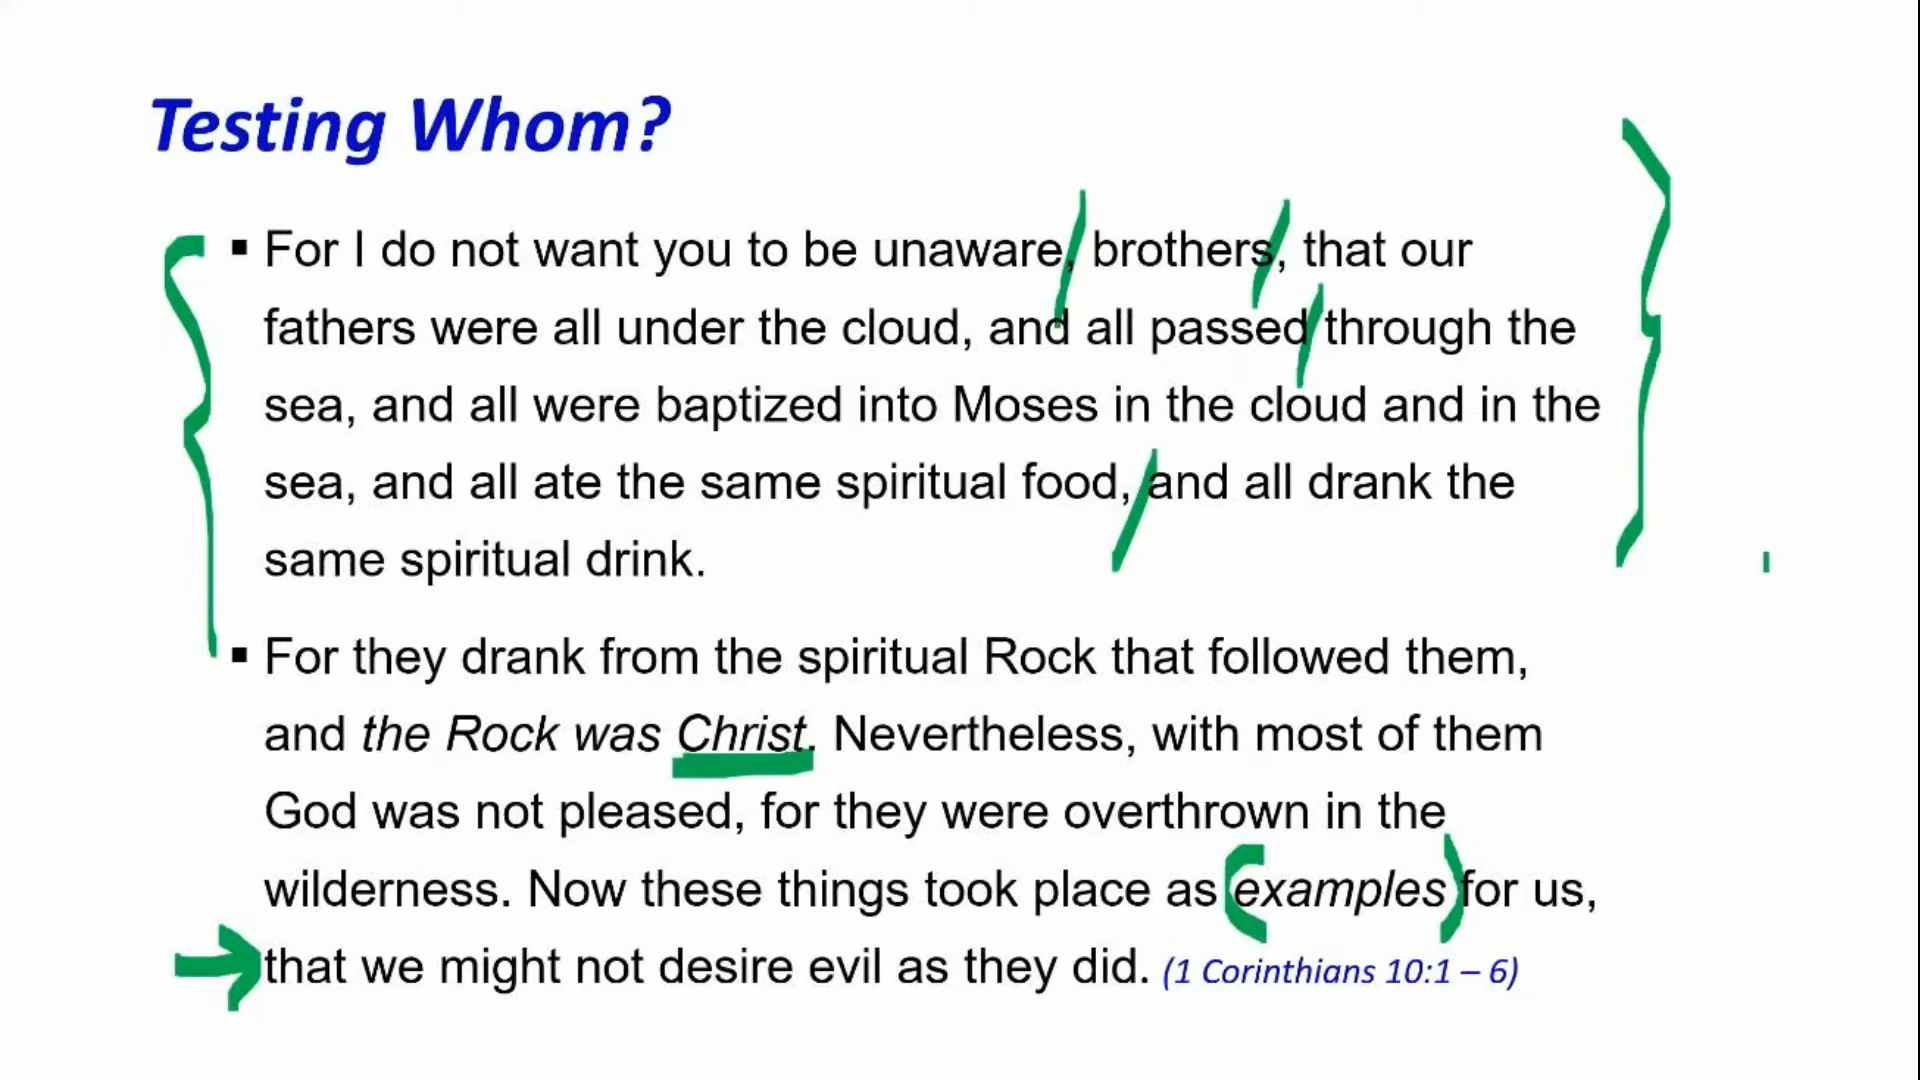 Testing Whom?
▪ For I do not want you to be unaware, brothers, that our
fathers were all under the cloud, and all passed through the
sea, and all were baptized into Moses in the cloud and in the
sea, and all ate the same spiritual food, and all drank the
same spiritual drink.
▪ For they drank from the spiritual Rock that followed them,
and the Rock was Christ. Nevertheless, with most of them
God was not pleased, for they were overthrown in the
wilderness. Now these things took place as examples for us,
that we might not desire evil as they did. (1 Corinthians 10:1 – 6)